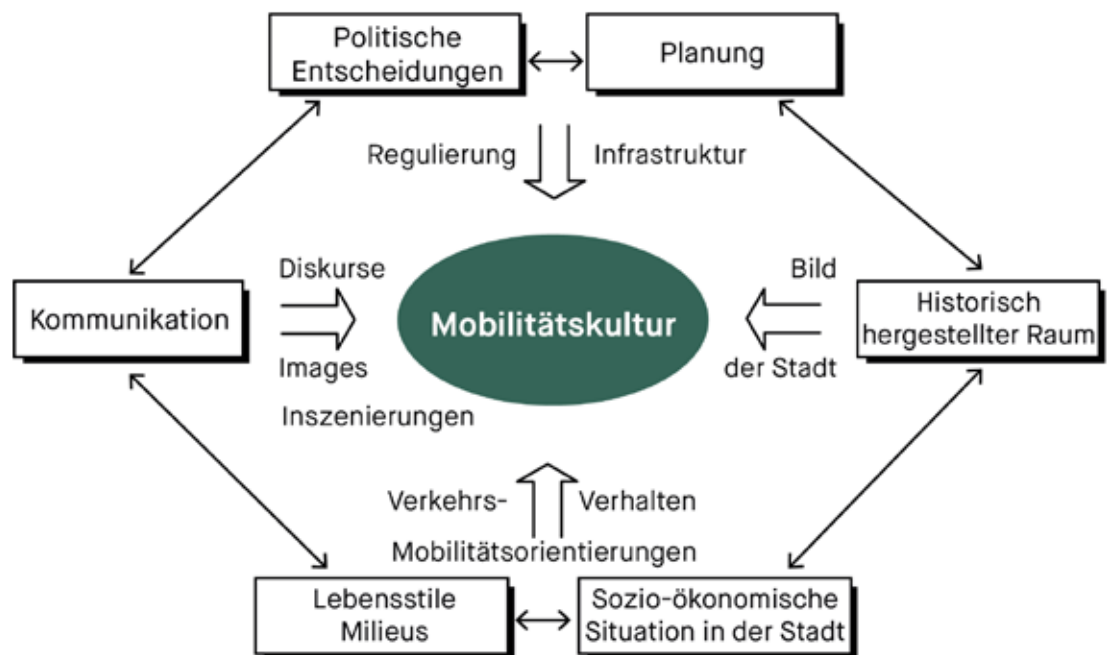 Politische
Entscheidungen
Planung
Regulierung
Infrastruktur
Diskurse
Bild
Kommunikation
Mobilitätskultur
Historisch
hergestellter Raum
Images
der Stadt
Inszenierungen
Verkehrs-
Verhalten
Mobilitätsorientierungen
Lebensstile
Milieus
Sozio-ökonomische
Situation in der Stadt